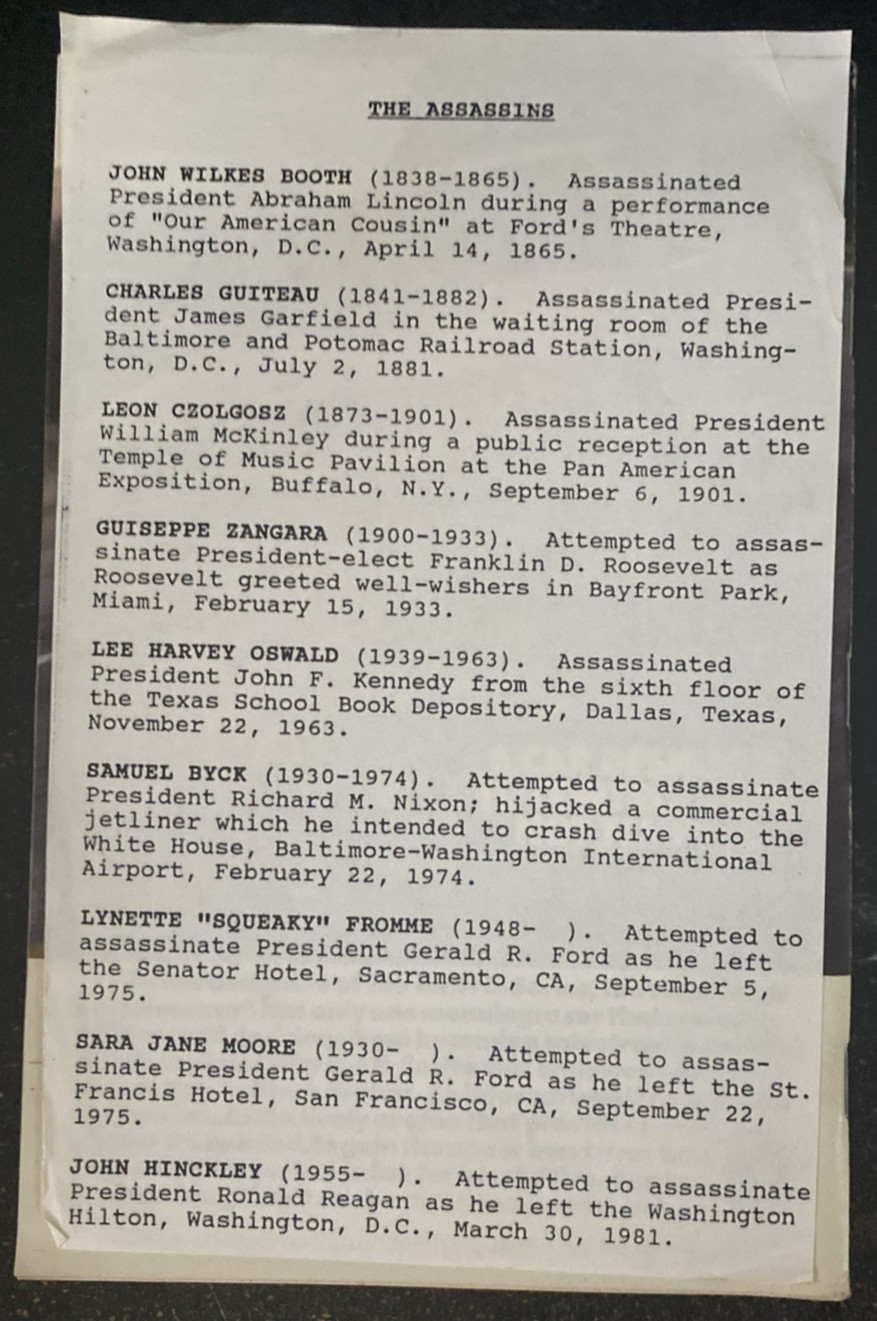 THE ASSASSINS
JOHN WILKES BOOTH (1838-1865).  Assassinated
President Abraham Lincoln during a performance
of "Our American Cousin" at Ford's Theatre,
Washington, D.C., April 14, 1865.
CHARLES GUITEAU (1841-1882).  Assassinated Presi-
dent James Garfield in the waiting room of the
Baltimore and Potomac Railroad Station, Washing-
ton, D.C., July 2, 1881.
LEON CZOLGOSZ (1873-1901).  Assassinated President
William McKinley during a public reception at the
Temple of Music Pavilion at the Pan American
Exposition, Buffalo, N.Y., September 6, 1901.
GUISEPPE ZANGARA (1900-1933).  Attempted to assas-
sinate President-elect Franklin D. Roosevelt as
Roosevelt greeted well-wishers in Bayfront Park,
Miami, February 15, 1933.
LEE HARVEY OSWALD (1939-1963).  Assassinated
President John F. Kennedy from the sixth floor of
the Texas School Book Depository, Dallas, Texas,
November 22, 1963.
SAMUEL BYCK (1930-1974).  Attempted to assassinate
President Richard M. Nixon; hijacked a commercial
jetliner which he intended to crash dive into the
White House, Baltimore-Washington International
Airport, February 22, 1974.
LYNETTE "SQUEAKY" FROMME (1948-  ).  Attempted to
assassinate President Gerald R. Ford as he left
the Senator Hotel, Sacramento, CA, September 5,
1975.
SARA JANE MOORE (1930-  ).  Attempted to assas-
sinate President Gerald R. Ford as he left the St.
Francis Hotel, San Francisco, CA, September 22,
1975.
JOHN HINCKLEY (1955-  ).  Attempted to assassinate
President Ronald Reagan as he left the Washington
Hilton, Washington, D.C., March 30, 1981.